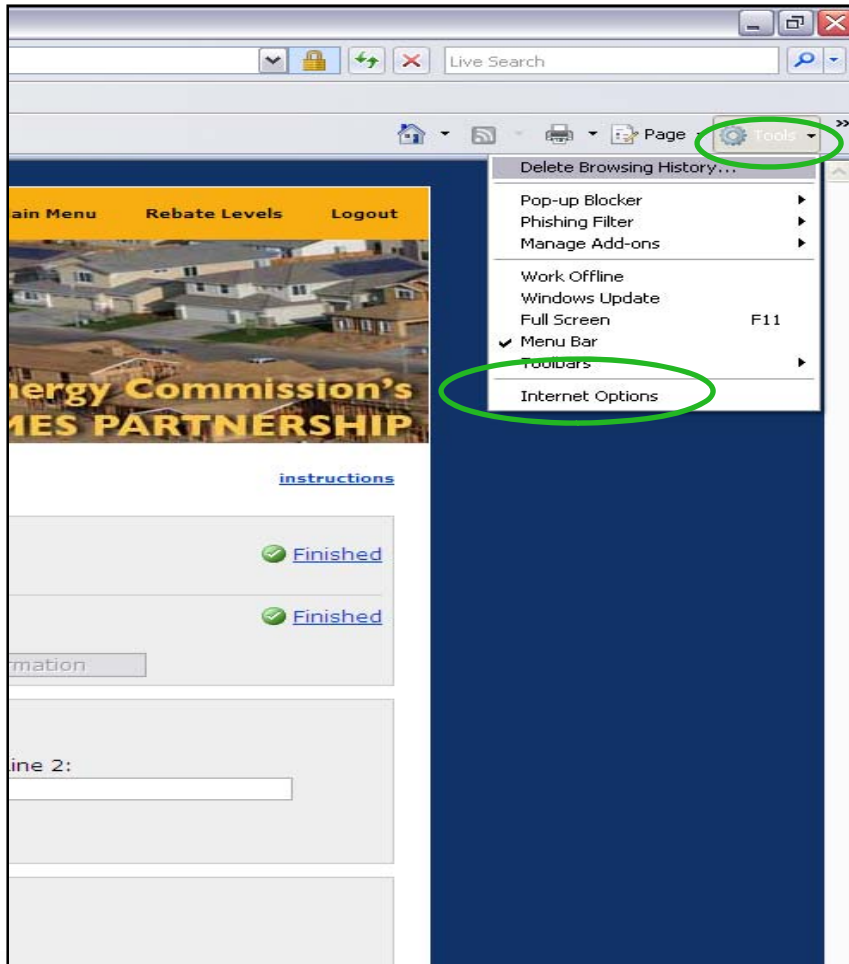 Live Search
Page
Tools
»
Delete Browsing History...
Pop-up Blocker
Phishing Filter
Manage Add-ons
Work Offline
Windows Update
Full Screen F11
Menu Bar
Toolbars
Internet Options
ain Menu Rebate Levels Logout
nergy Commission's
MES PARTNERSHIP
instructions
Finished
Finished
rmation
ine 2: